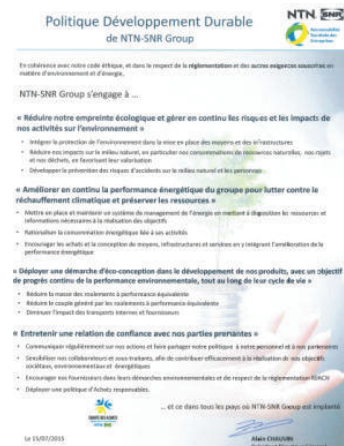 Politique Développement Durable
de NTN-SNR Group
NTN SNR
Responsabilité
Sociétale des
Entreprises
En cohérence avec notre code éthique, et dans le respect de la réglementation et des autres exigences souscrites en
matière d'environnement et d'énergie,
NTN-SNR Group s'engage à ...
« Réduire notre empreinte écologique et gérer en continu les risques et les impacts de
nos activités sur l'environnement »
• Intégrer la protection de l'environnement dans la mise en place des moyens et des infrastructures
• Réduire nos impacts sur le milieu naturel, en particulier nos consommations de ressources naturelles, nos rejets
et nos déchets, en favorisant leur valorisation
• Développer la prévention des risques d'accidents sur le milieu naturel et les personnes
« Améliorer en continu la performance énergétique du groupe pour lutter contre le
réchauffement climatique et préserver les ressources »
• Mettre en place et maintenir un système de management de l'énergie en mettant à disposition les ressources et
informations nécessaires à la réalisation des objectifs
• Rationaliser la consommation énergétique liée à ses activités
• Encourager les achats et la conception de moyens, infrastructures et services en y intégrant l'amélioration de la
performance énergétique
« Déployer une démarche d'éco-conception dans le développement de nos produits, avec un objectif
de progrès continu de la performance environnementale, tout au long de leur cycle de vie »
• Réduire la masse des roulements à performance équivalente
• Réduire le couple généré par les roulements à performance équivalente
• Diminuer l'impact des transports internes et fournisseurs
« Entretenir une relation de confiance avec nos parties prenantes »
• Communiquer régulièrement sur nos actions et faire partager notre politique à notre personnel et à nos partenaires
• Sensibiliser nos collaborateurs et sous-traitants, afin de contribuer efficacement à la réalisation de nos objectifs
sociétaux, environnementaux et énergétiques
• Encourager nos fournisseurs dans leurs démarches environnementales et de respect de la réglementation REACH
• Déployer une politique d'Achats responsables.
... et ce dans tous les pays où NTN-SNR Group est implanté
Le 15/07/2015
Alain CHAUVIN